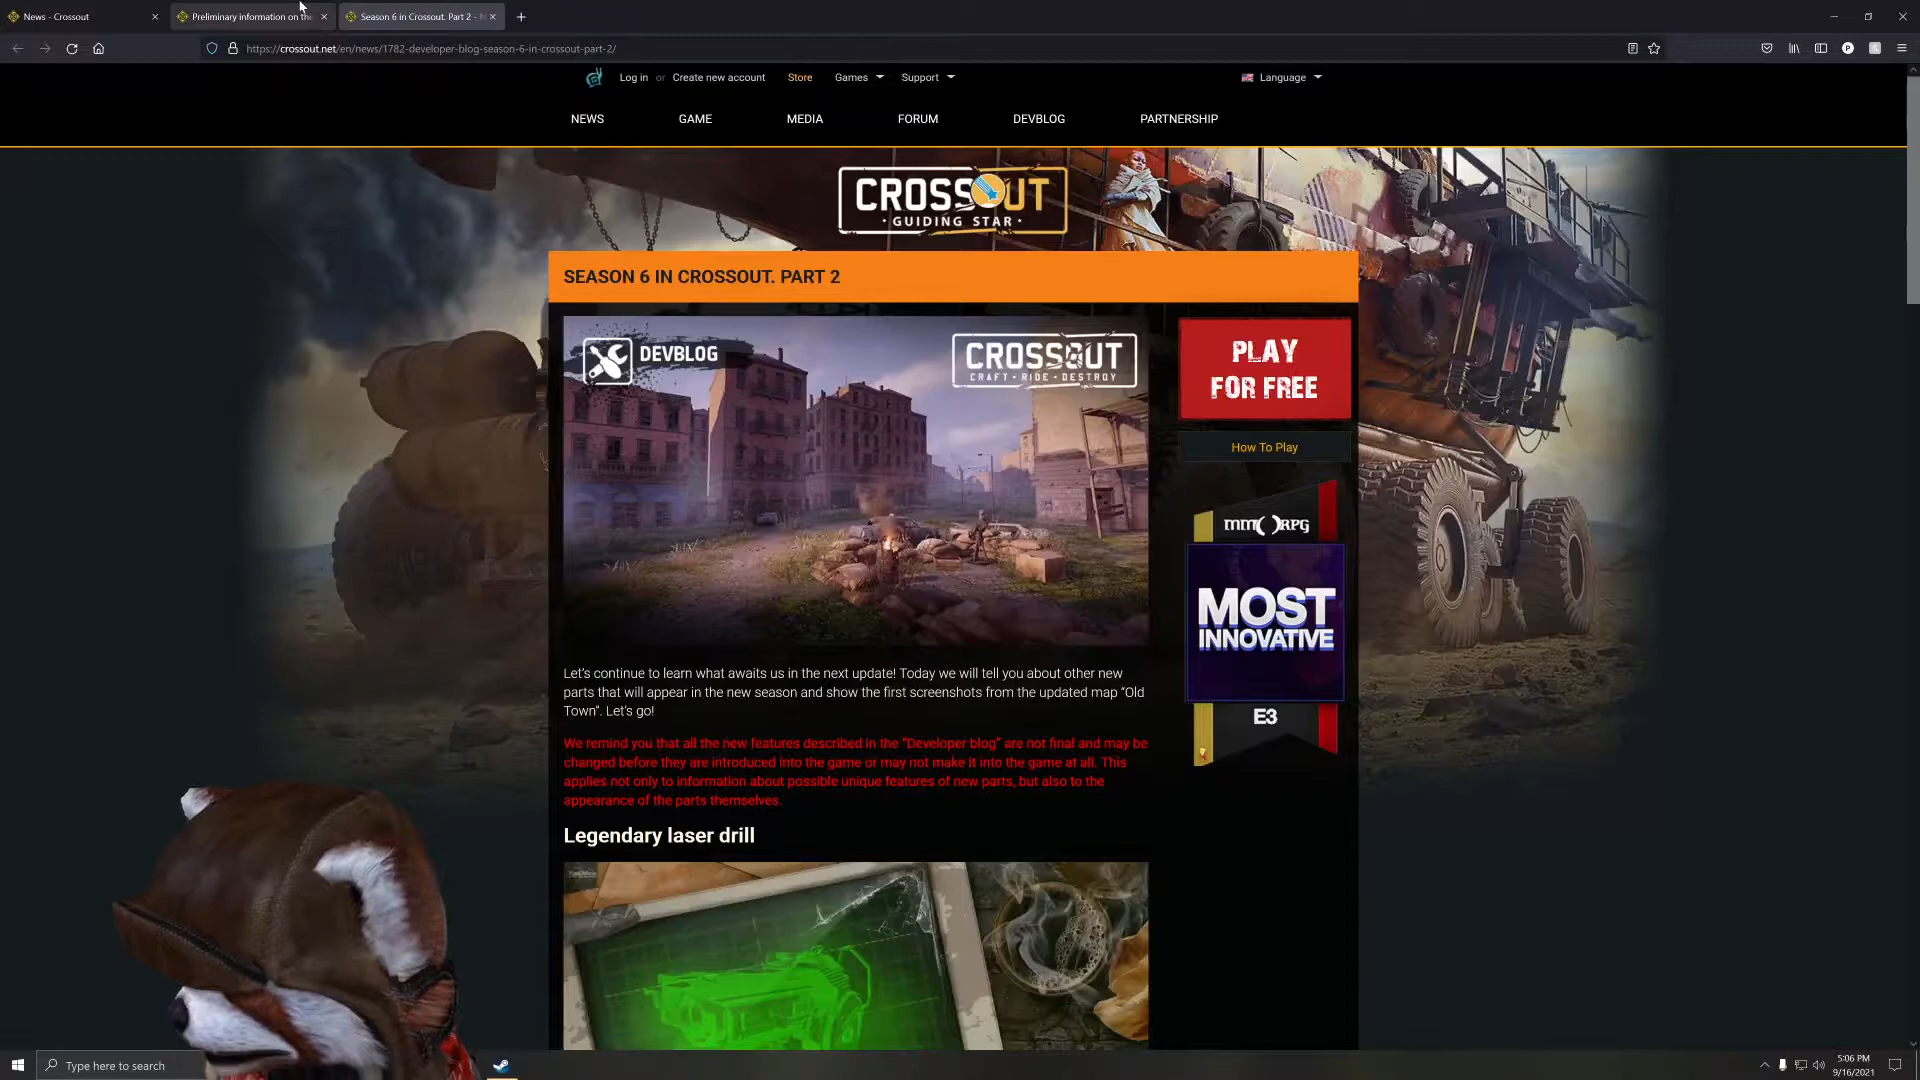 News - Crossout
Preliminary information on the
Season 6 in Crossout. Part 2 - N
https://crossout.net/en/news/1782-developer-blog-season-6-in-crossout-part-2/
Log in or Create new account Store Games Support Language
NEWS GAME MEDIA FORUM DEVBLOG PARTNERSHIP
CROSSOUT
· GUIDING STAR ·
SEASON 6 IN CROSSOUT. PART 2
DEVBLOG
CROSSOUT
CRAFT · RIDE · DESTROY
PLAY
FOR FREE
How To Play
MM( )RPG
MOST
INNOVATIVE
E3
Let's continue to learn what awaits us in the next update! Today we will tell you about other new
parts that will appear in the new season and show the first screenshots from the updated map “Old
Town”. Let's go!
We remind you that all the new features described in the “Developer blog” are not final and may be
changed before they are introduced into the game or may not make it into the game at all. This
applies not only to information about possible unique features of new parts, but also to the
appearance of the parts themselves.
Legendary laser drill
Type here to search
5:06 PM
9/16/2021